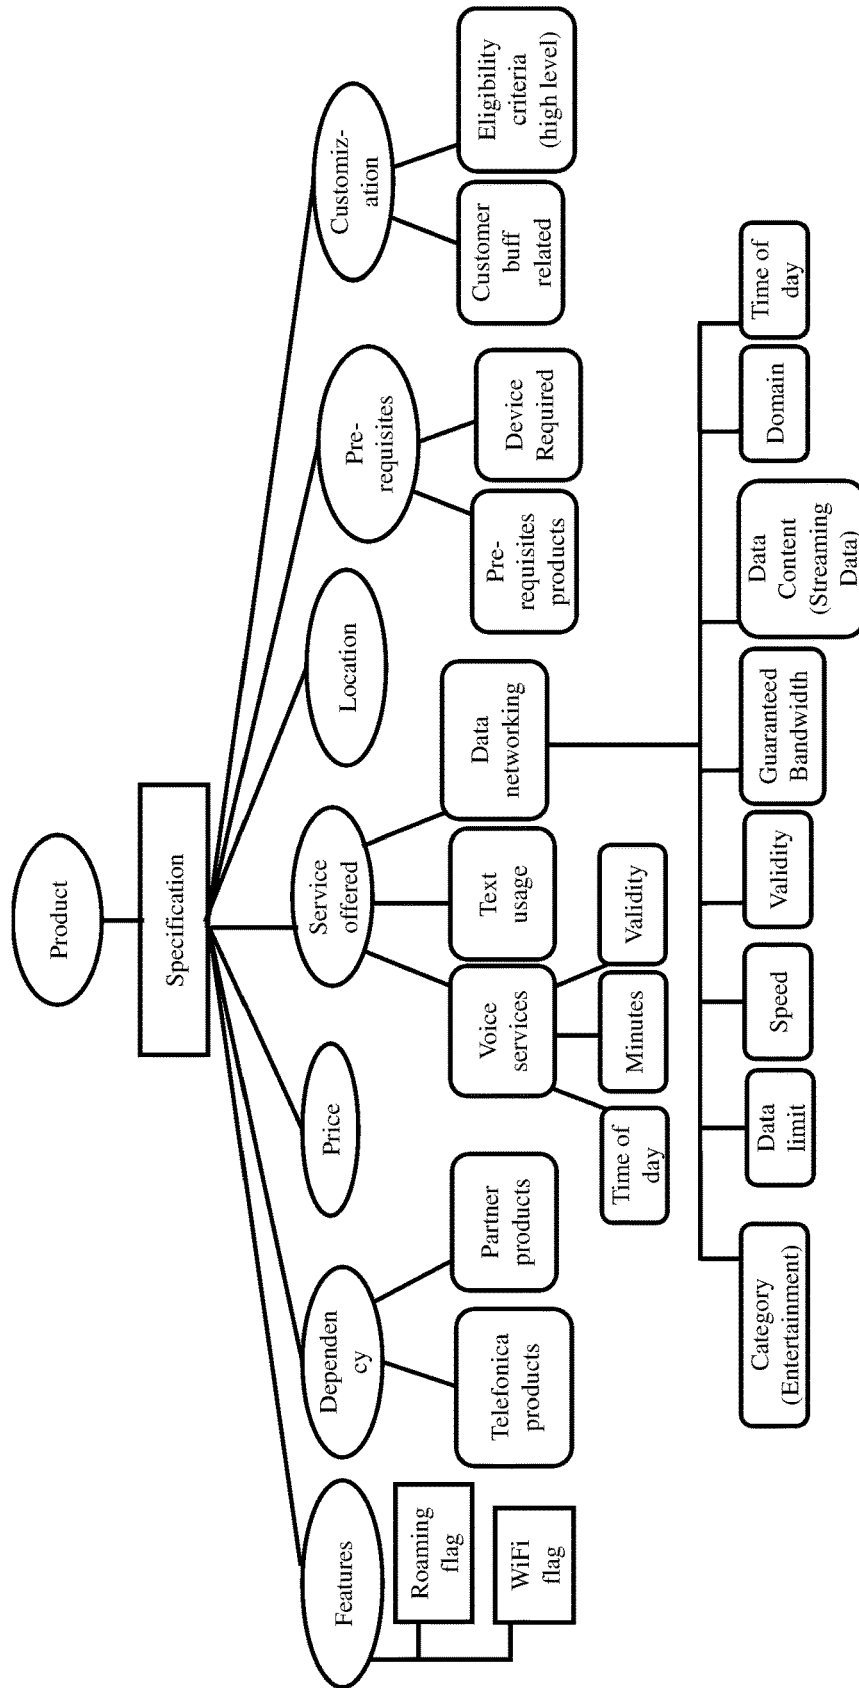 Product
Specification
Features
Dependen
cy
Price
Service
offered
Location
Pre-
requisites
Customiz-
ation
Roaming
flag
WiFi
flag
Telefonica
products
Partner
products
Voice
services
Text
usage
Data
networking
Pre-
requisites
products
Device
Required
Customer
buff
related
Eligibility
criteria
(high level)
Time of
day
Minutes
Validity
Category
(Entertainment)
Data
limit
Speed
Validity
Guaranteed
Bandwidth
Data
Content
(Streaming
Data)
Domain
Time of
day